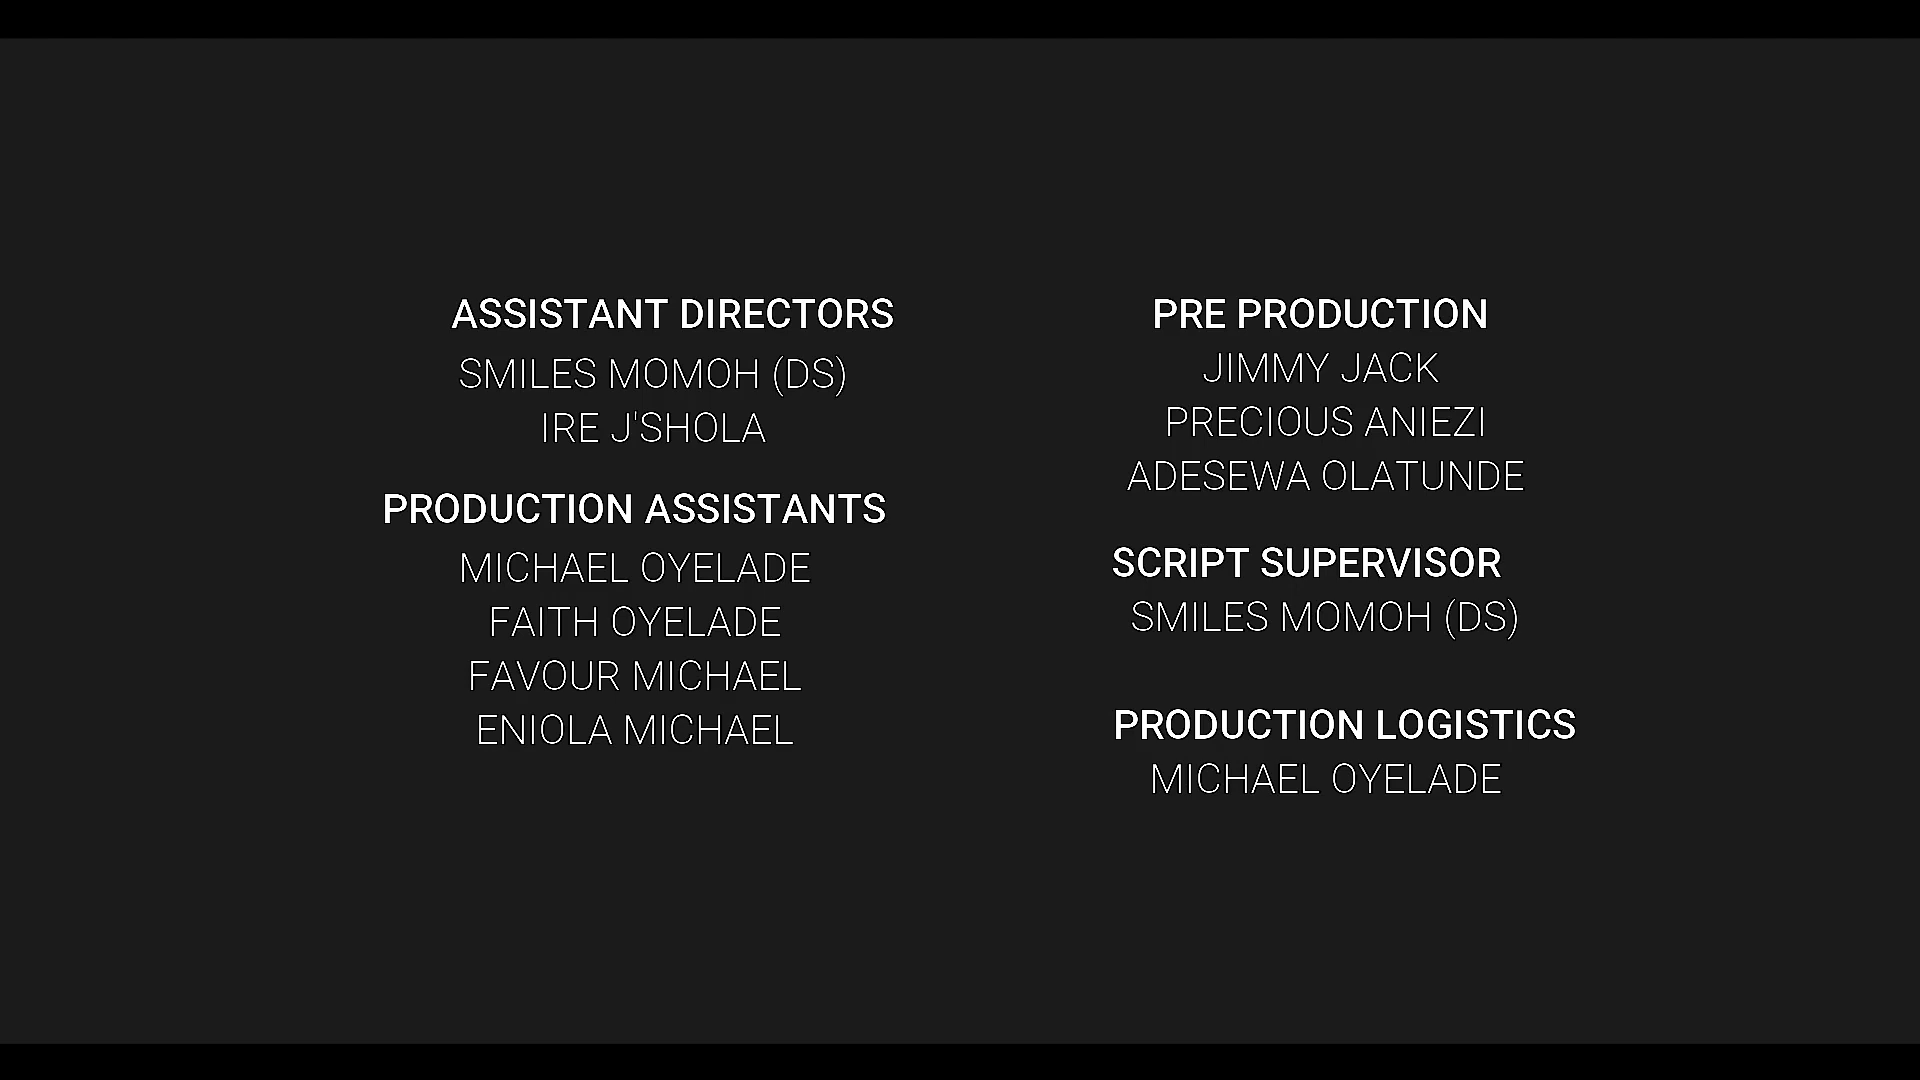 ASSISTANT DIRECTORS
SMILES MOMOH (DS)
IRE J'SHOLA
PRODUCTION ASSISTANTS
MICHAEL OYELADE
FAITH OYELADE
FAVOUR MICHAEL
ENIOLA MICHAEL
PRE PRODUCTION
JIMMY JACK
PRECIOUS ANIEZI
ADESEWA OLATUNDE
SCRIPT SUPERVISOR
SMILES MOMOH (DS)
PRODUCTION LOGISTICS
MICHAEL OYELADE